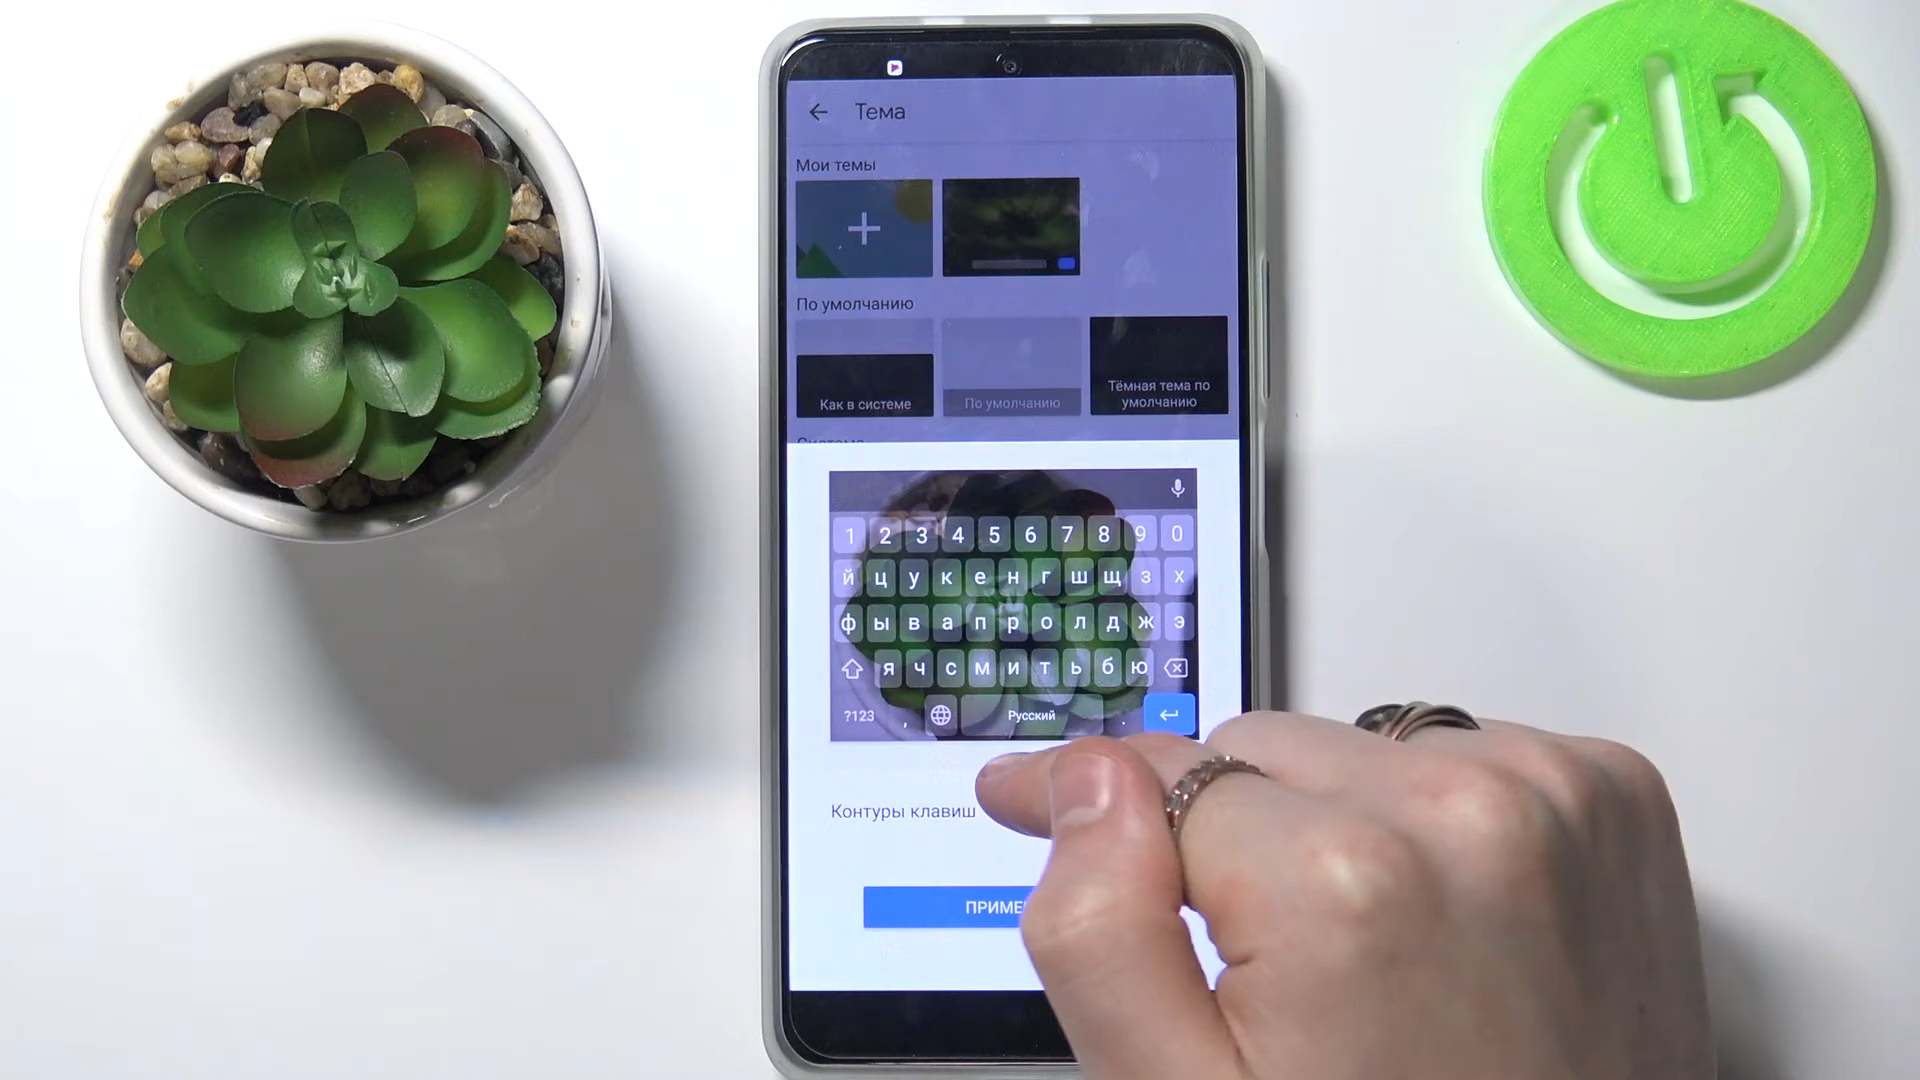 Тема
Мои темы
По умолчанию
Как в системе
По умолчанию
Тёмная тема по
умолчанию
1 2 3 4 5 6 7 8 9 0
й ц у к е н г ш щ з х
ф ы в а п р о л д ж э
я ч с м и т ь б ю
?123 , Русский .
Контуры клавиш